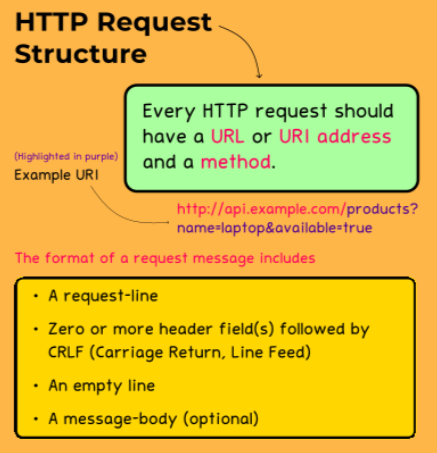 HTTP Request
Structure
Every HTTP request should
have a URL or URI address
and a method.
(Highlighted in purple)
Example URI
http://api.example.com/products?
name=laptop&available=true
The format of a request message includes
• A request-line
• Zero or more header field(s) followed by
CRLF (Carriage Return, Line Feed)
• An empty line
• A message-body (optional)